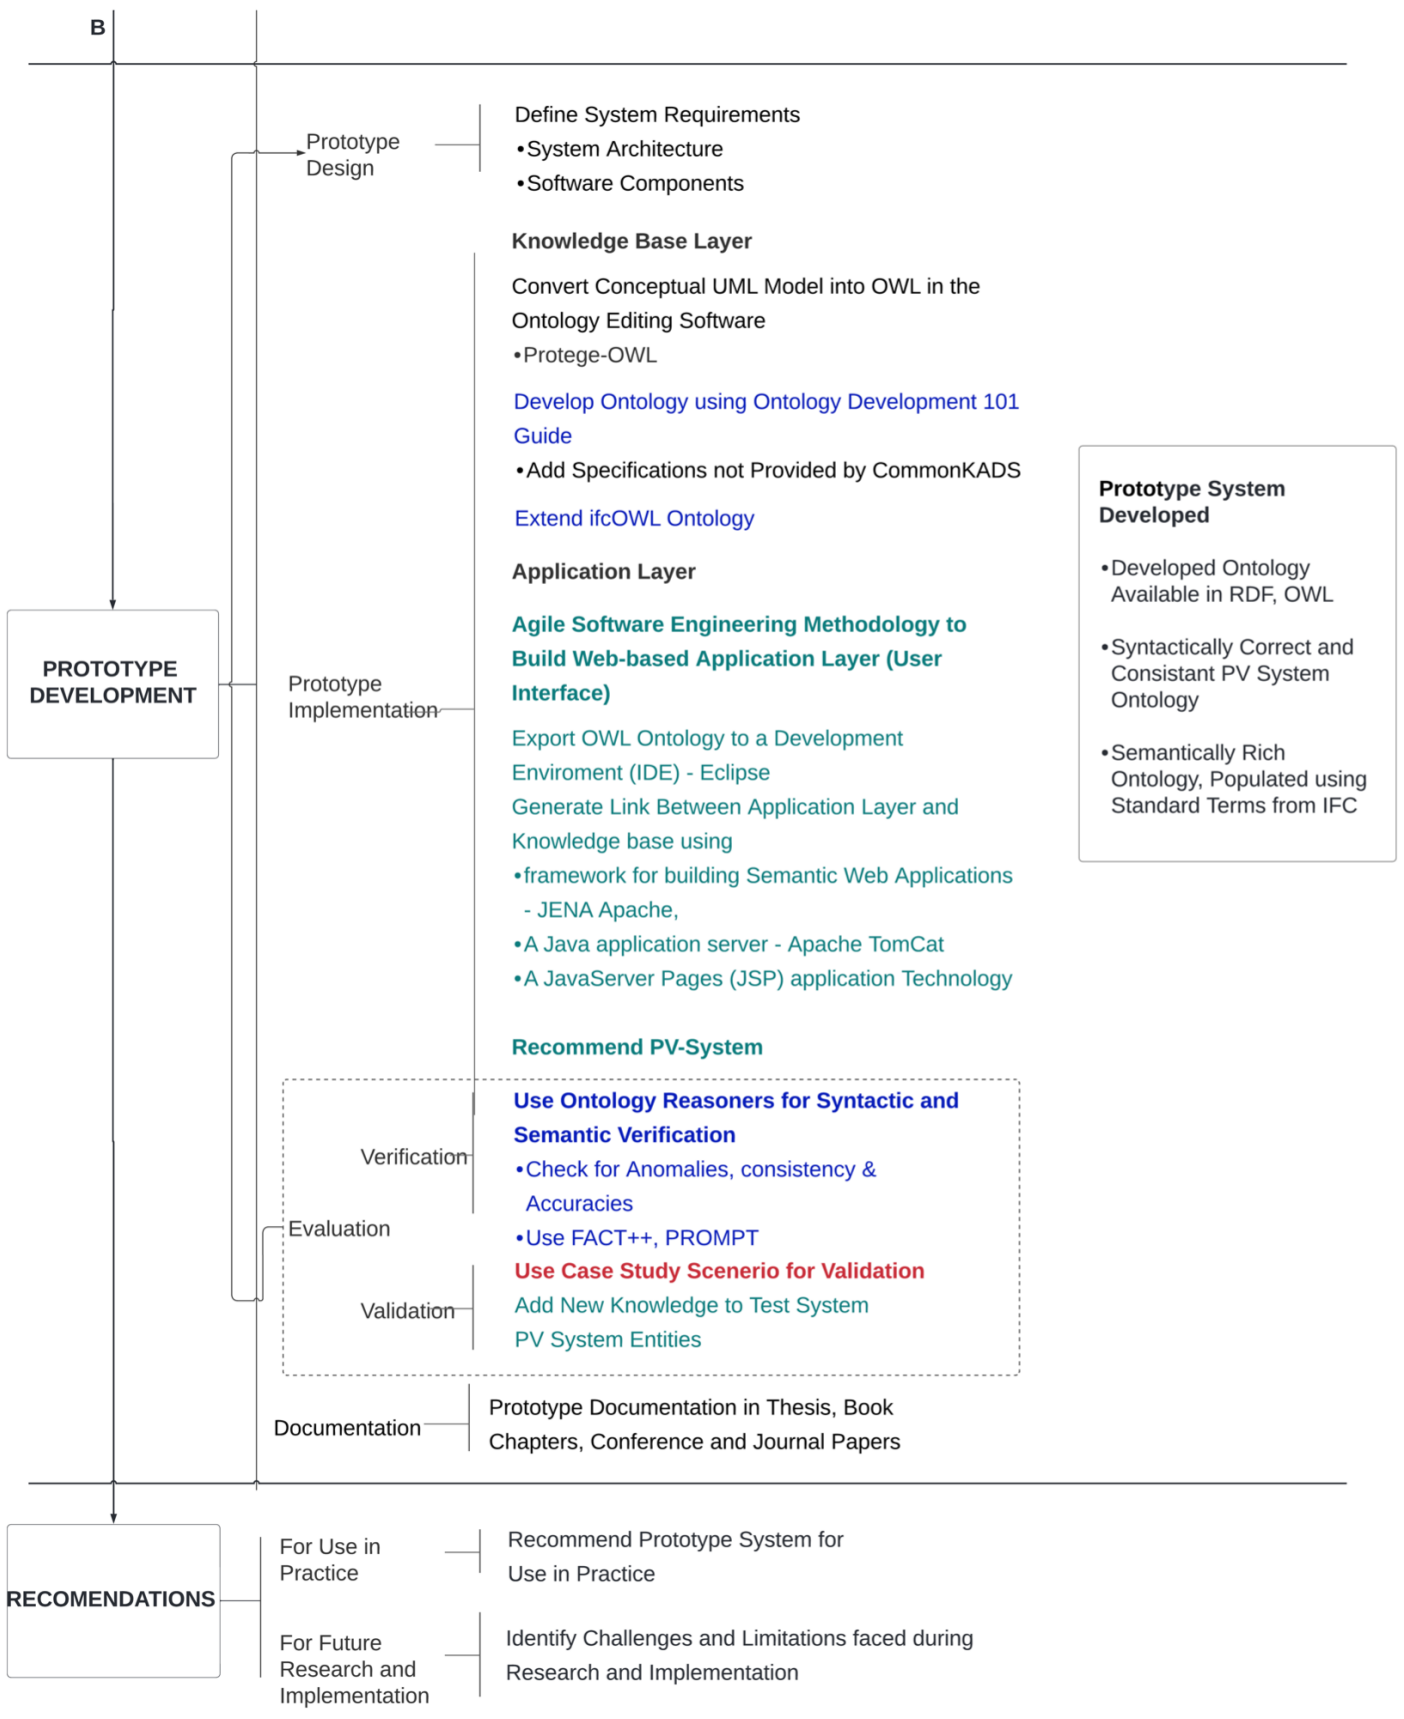 B
Prototype
Design
Define System Requirements
•System Architecture
•Software Components
Knowledge Base Layer
Convert Conceptual UML Model into OWL in the
Ontology Editing Software
•Protege-OWL
Develop Ontology using Ontology Development 101
Guide
•Add Specifications not Provided by CommonKADS
Extend ifcOWL Ontology
Application Layer
PROTOTYPE
DEVELOPMENT
Prototype
Implementation
Agile Software Engineering Methodology to
Build Web-based Application Layer (User
Interface)
Export OWL Ontology to a Development
Enviroment (IDE) - Eclipse
Generate Link Between Application Layer and
Knowledge base using
•framework for building Semantic Web Applications
- JENA Apache,
•A Java application server - Apache TomCat
•A JavaServer Pages (JSP) application Technology
Recommend PV-System
Prototype System
Developed
•Developed Ontology
Available in RDF, OWL
•Syntactically Correct and
Consistant PV System
Ontology
•Semantically Rich
Ontology, Populated using
Standard Terms from IFC
Evaluation
Verification
Use Ontology Reasoners for Syntactic and
Semantic Verification
•Check for Anomalies, consistency &
Accuracies
•Use FACT++, PROMPT
Validation
Use Case Study Scenerio for Validation
Add New Knowledge to Test System
PV System Entities
Documentation
Prototype Documentation in Thesis, Book
Chapters, Conference and Journal Papers
RECOMENDATIONS
For Use in
Practice
Recommend Prototype System for
Use in Practice
For Future
Research and
Implementation
Identify Challenges and Limitations faced during
Research and Implementation